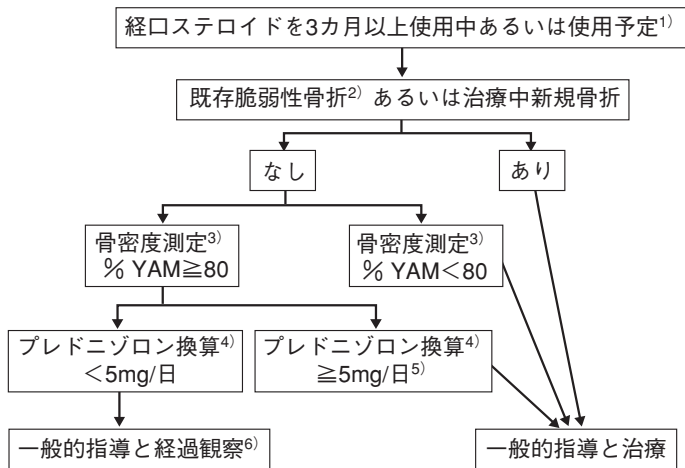 経口ステロイドを3カ月以上使用中あるいは使用予定1)
既存脆弱性骨折2) あるいは治療中新規骨折
なし
あり
骨密度測定3)
% YAM≧80
骨密度測定3)
% YAM<80
プレドニゾロン換算4)
<5mg/日
プレドニゾロン換算4)
≧5mg/日5)
一般的指導と経過観察6)
一般的指導と治療